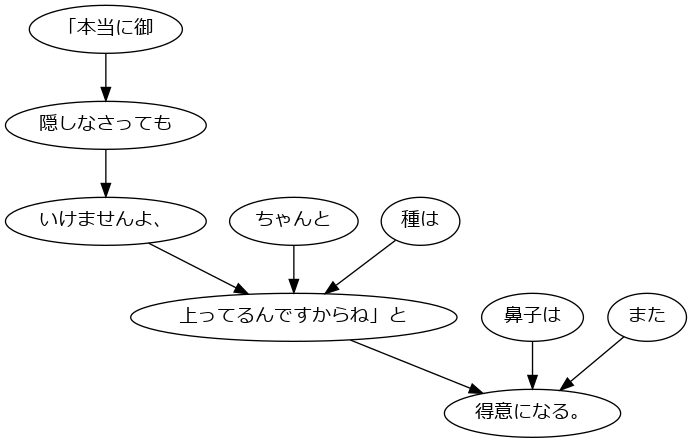 「本当に御
隠しなさっても
いけませんよ、
ちゃんと
種は
上ってるんですからね」と
鼻子は
また
得意になる。